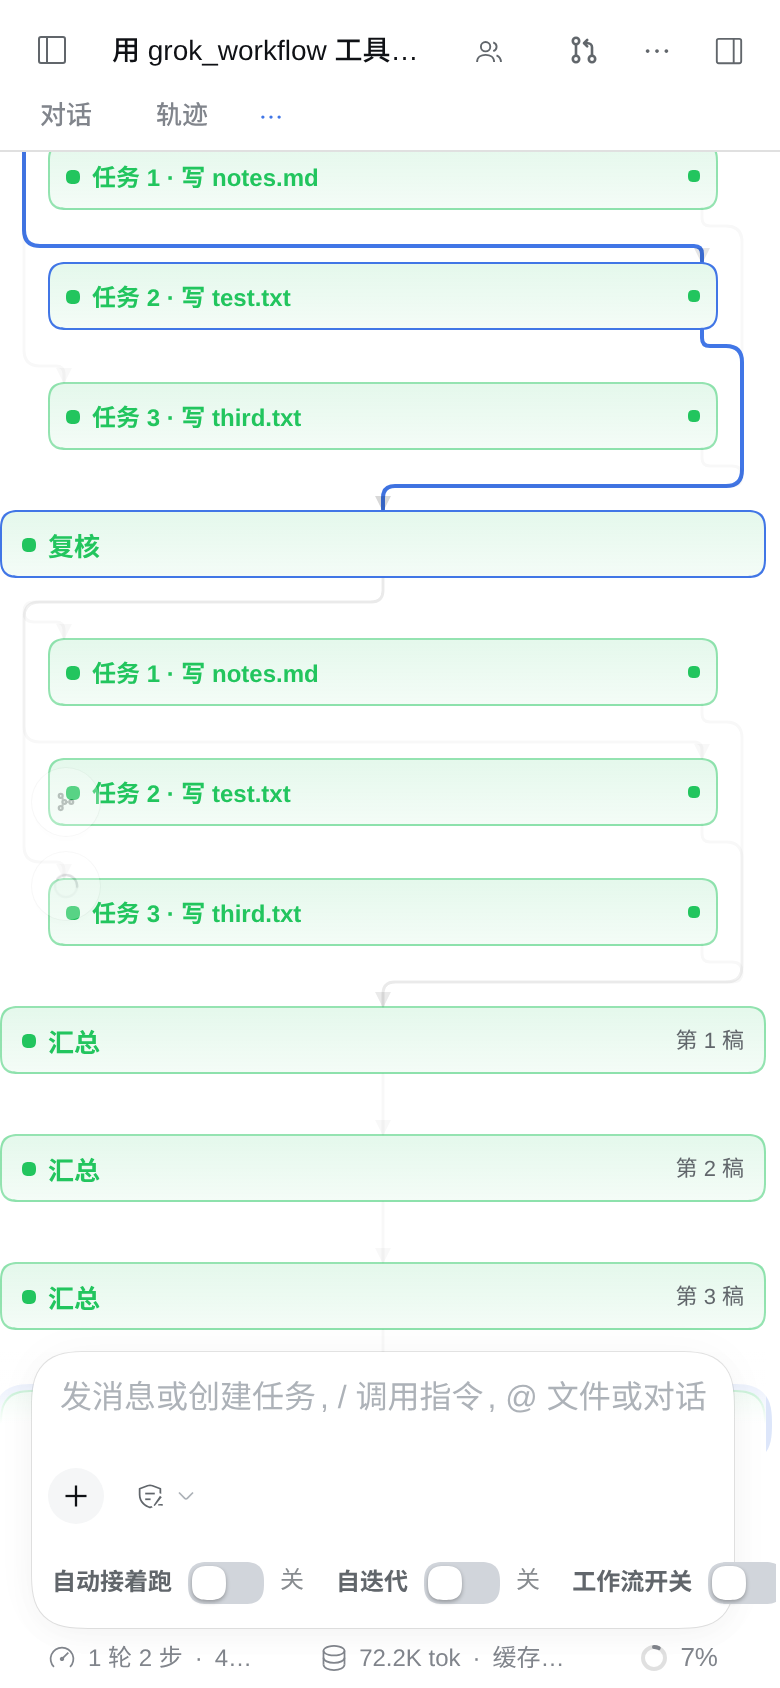 用 grok_workflow 工具…
对话 轨迹 …
任务 1 · 写 notes.md
任务 2 · 写 test.txt
任务 3 · 写 third.txt
复核
任务 1 · 写 notes.md
任务 2 · 写 test.txt
任务 3 · 写 third.txt
汇总 第 1 稿
汇总 第 2 稿
汇总 第 3 稿
发消息或创建任务, / 调用指令, @ 文件或对话
自动接着跑 关 自迭代 关 工作流开关
1 轮 2 步 · 4… 72.2K tok · 缓存… 7%